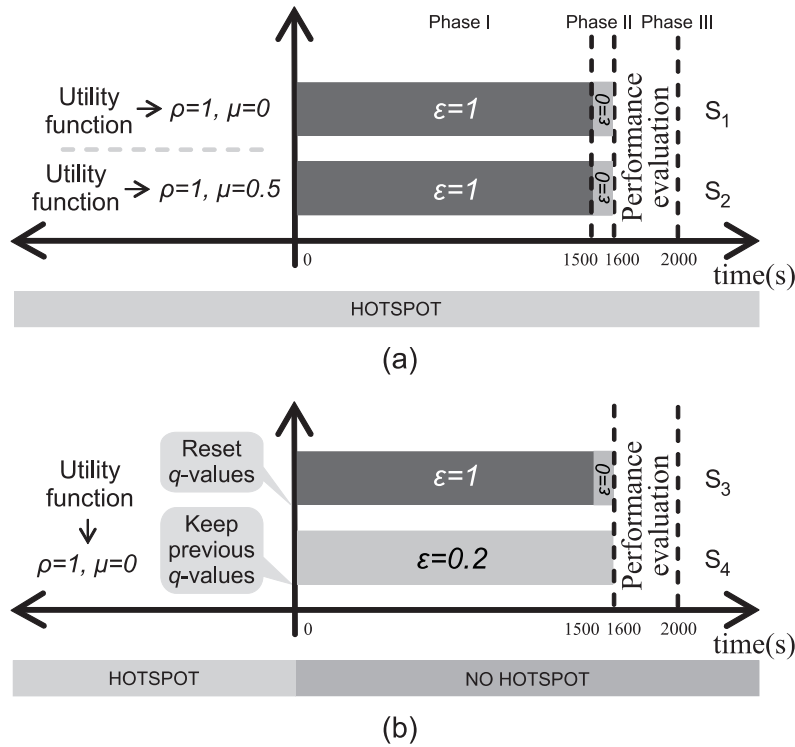 Phase I
Phase II
Phase III
Utility
function
ρ=1, μ=0
ε=1
ε=0
S1
Utility
function
ρ=1, μ=0.5
ε=1
ε=0
S2
Performance
evaluation
0
1500
1600
2000
time(s)
HOTSPOT
(a)
Reset
q-values
ε=1
ε=0
S3
Utility
function
ρ=1, μ=0
Keep
previous
q-values
ε=0.2
S4
Performance
evaluation
0
1500
1600
2000
time(s)
HOTSPOT
NO HOTSPOT
(b)